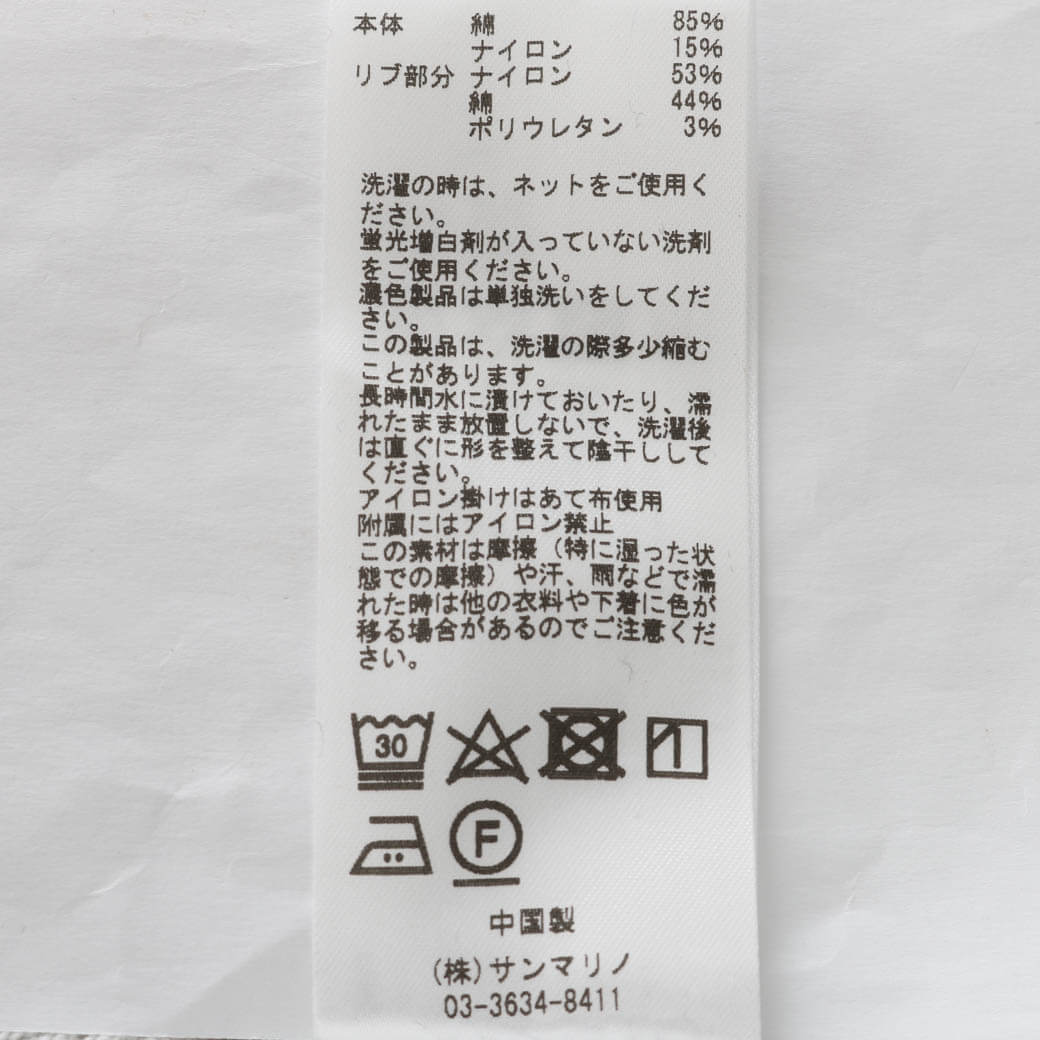 本体 綿 85%
ナイロン 15%
リブ部分 ナイロン 53%
綿 44%
ポリウレタン 3%
洗濯の時は、ネットをご使用く
ださい。
蛍光増白剤が入っていない洗剤
をご使用ください。
濃色製品は単独洗いをしてくだ
さい。
この製品は、洗濯の際多少縮む
ことがあります。
長時間水に漬けておいたり、濡
れたまま放置しないで、洗濯後
は直ぐに形を整えて陰干しして
ください。
アイロン掛けはあて布使用
附属にはアイロン禁止
この素材は摩擦（特に湿った状
態での摩擦）や汗、雨などで濡
れた時は他の衣料や下着に色が
移る場合があるのでご注意くだ
さい。
30
F
中国製
(株)サンマリノ
03-3634-8411